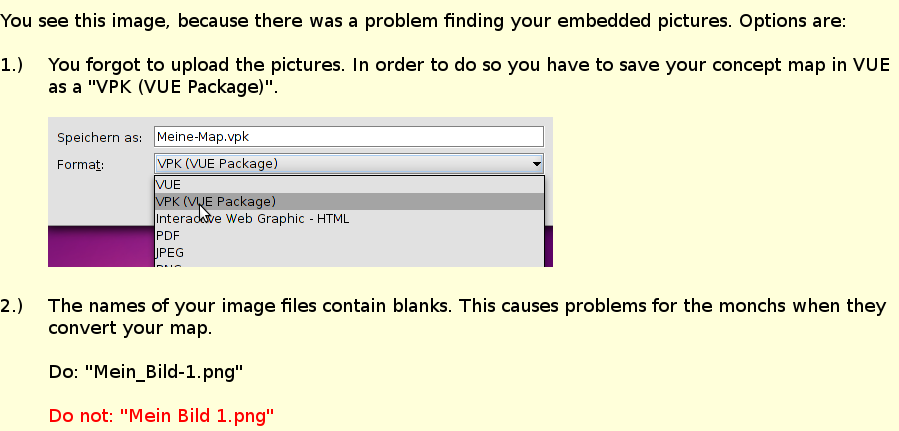 You see this image, because there was a problem finding your embedded pictures. Options are:
1.) You forgot to upload the pictures. In order to do so you have to save your concept map in VUE
as a "VPK (VUE Package)".
Speichern as: Meine-Map.vpk
Format: VPK (VUE Package)
VUE
VPK (VUE Package)
Interactive Web Graphic - HTML
PDF
JPEG
PNG
2.) The names of your image files contain blanks. This causes problems for the monchs when they
convert your map.
Do: "Mein_Bild-1.png"
Do not: "Mein Bild 1.png"